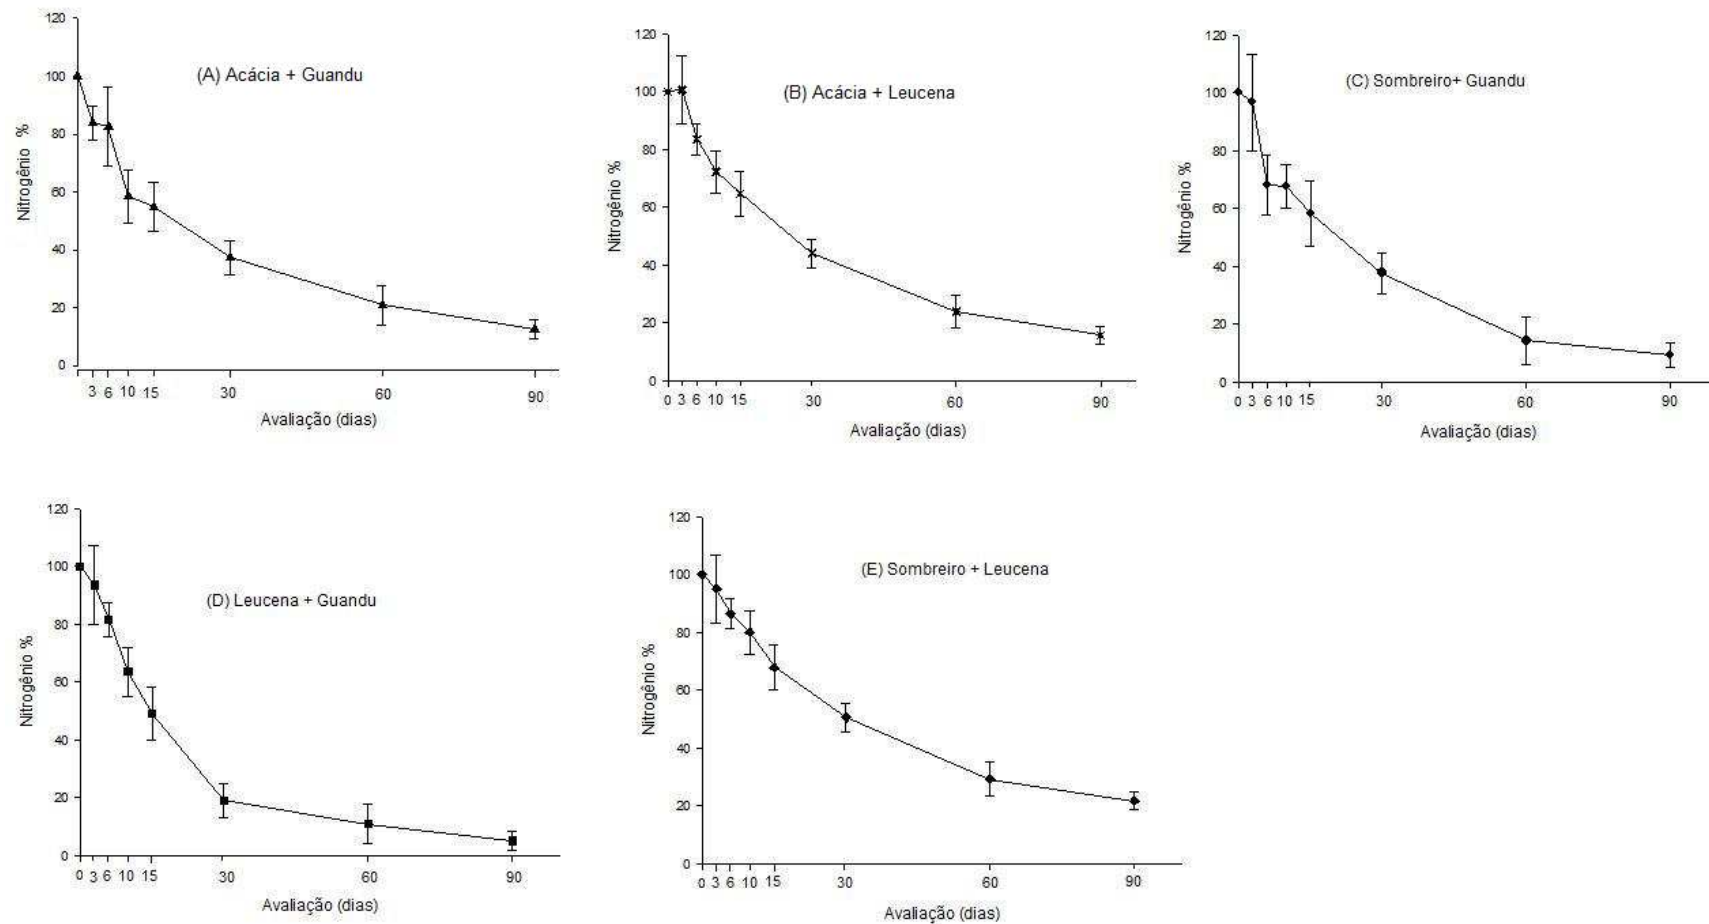 (A) Acácia + Guandu
Nitrogênio %
120
100
80
60
40
20
0
3 6 10 15 30 60 90
Avaliação (dias)
(B) Acácia + Leucena
Nitrogênio %
120
100
80
60
40
20
0
0 3 6 10 15 30 60 90
Avaliação (dias)
(C) Sombreiro+ Guandu
Nitrogênio %
120
100
80
60
40
20
0
0 3 6 10 15 30 60 90
Avaliação (dias)
(D) Leucena + Guandu
Nitrogênio %
120
100
80
60
40
20
0
0 3 6 10 15 30 60 90
Avaliação (dias)
(E) Sombreiro + Leucena
Nitrogênio %
120
100
80
60
40
20
0
0 3 6 10 15 30 60 90
Avaliação (dias)